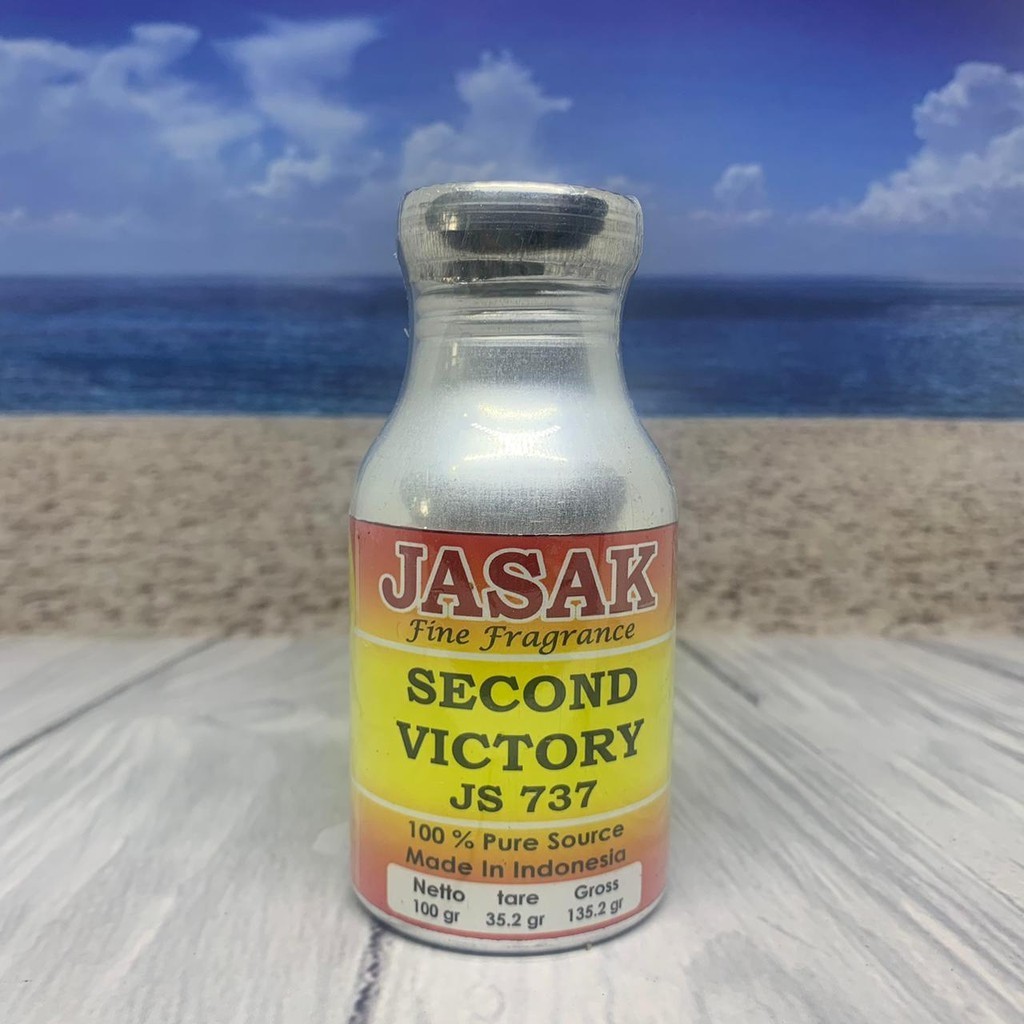 JASAK
Fine Fragrance
SECOND
VICTORY
JS 737
100 % Pure Source
Made In Indonesia
Netto tare Gross
100 gr 35.2 gr 135.2 gr